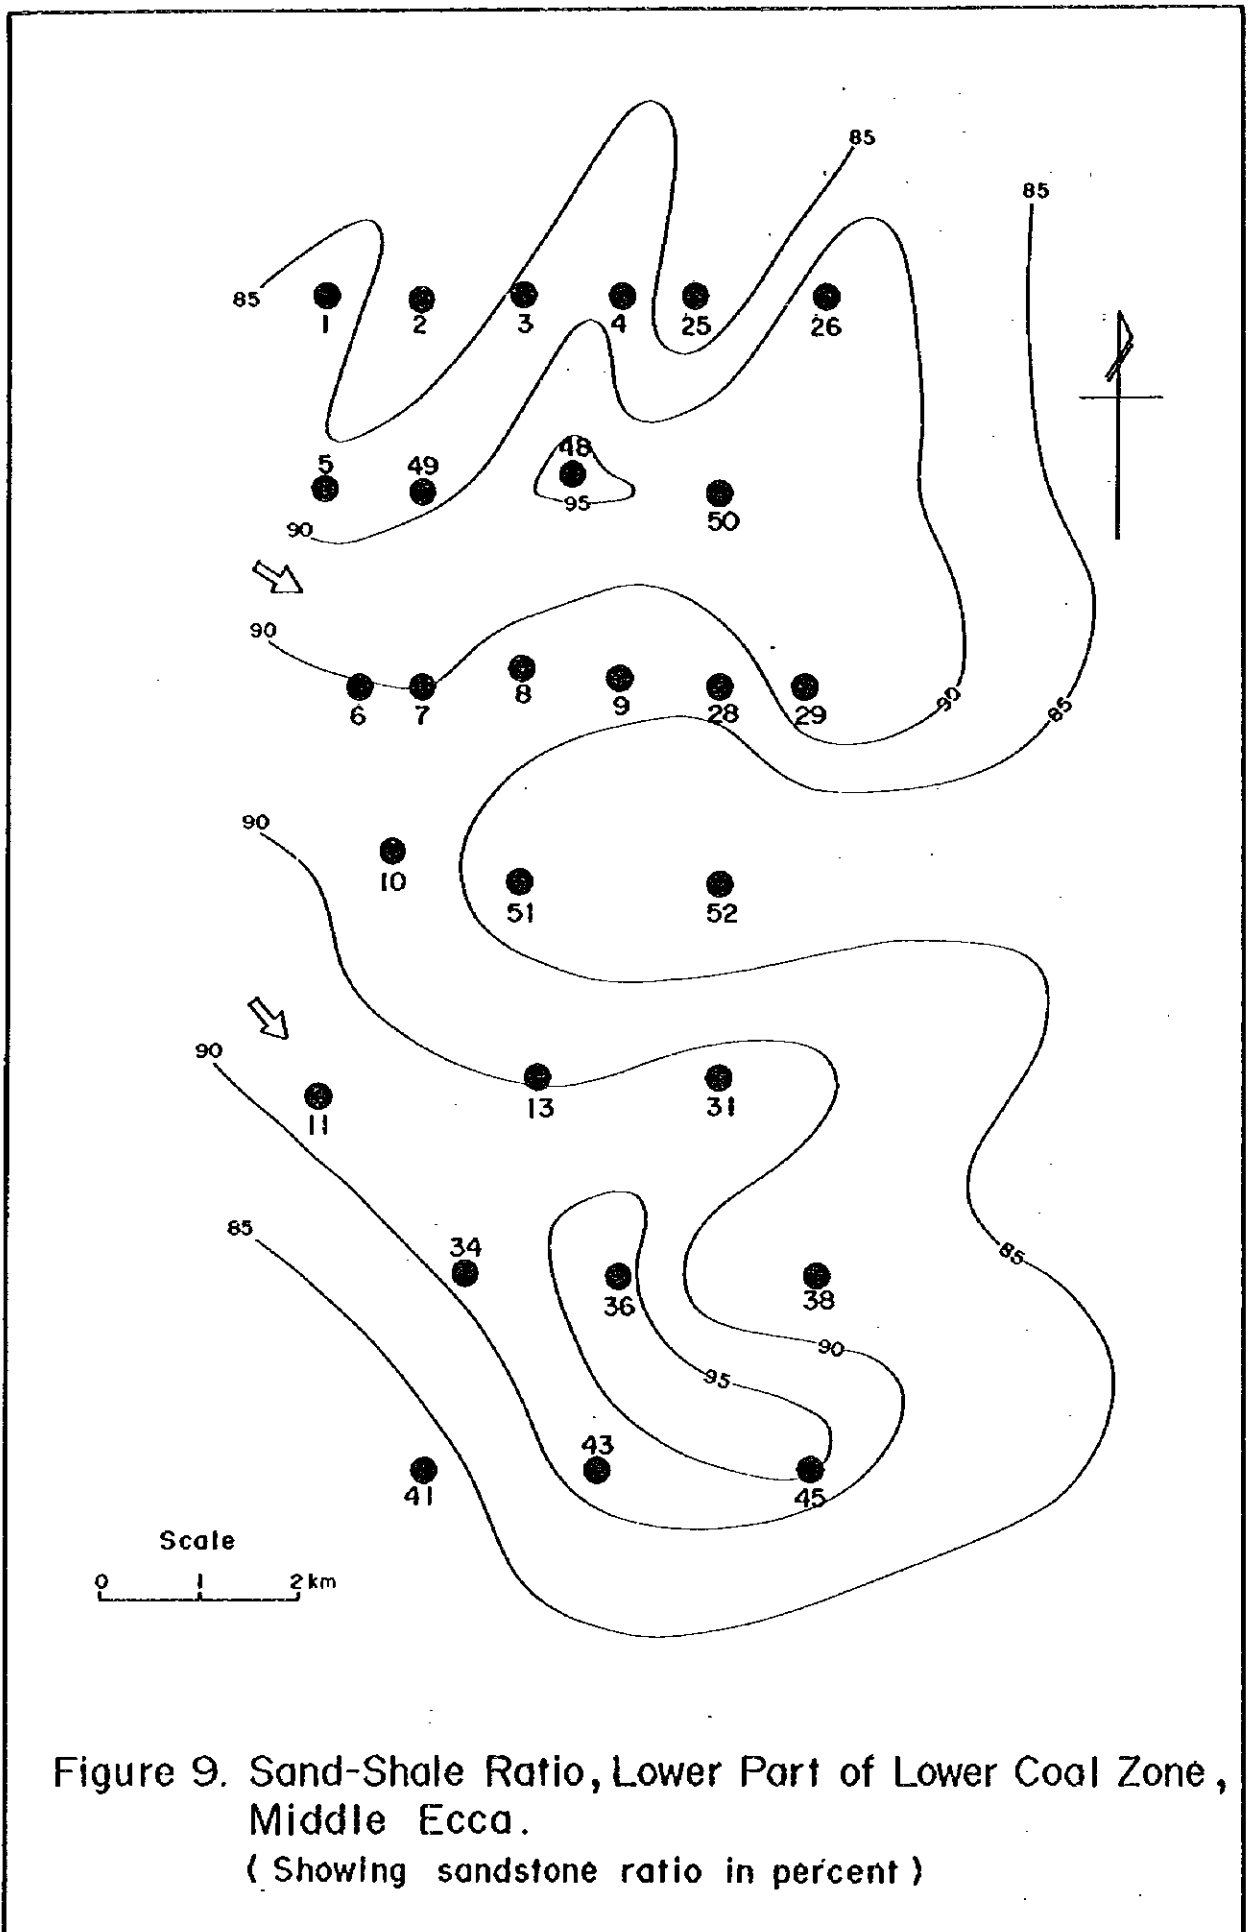 85
85
85
1 2 3 4 25 26
5 49 48
95
50
90
90
6 7 8 9 28 29
90
85
90
10 51 52
90
11 13 31
85
34
85
36 38
90
95
43
41 45
Scale
0 1 2 km
Figure 9. Sand-Shale Ratio, Lower Part of Lower Coal Zone,
Middle Ecca.
( Showing sandstone ratio in percent )